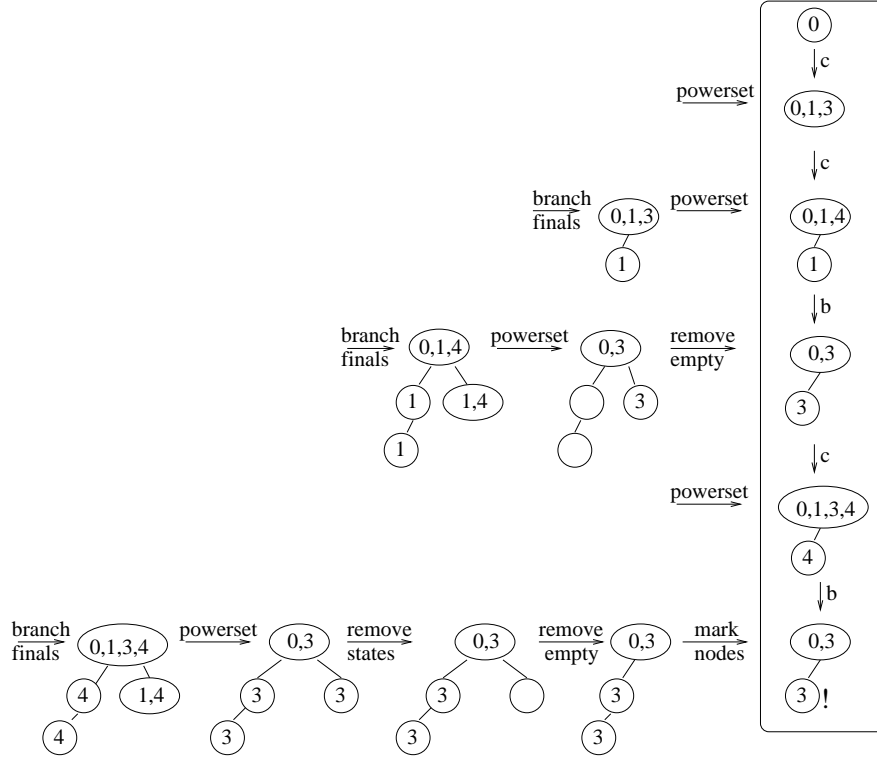 0
c
powerset
0,1,3
c
branch
finals
0,1,3
powerset
0,1,4
1
1
b
branch
finals
0,1,4
powerset
0,3
remove
empty
0,3
1
1,4
3
3
1
c
powerset
0,1,3,4
4
b
branch
finals
0,1,3,4
powerset
0,3
remove
states
0,3
remove
empty
0,3
mark
nodes
0,3
4
1,4
3
3
3
3
3!
4
3
3
3